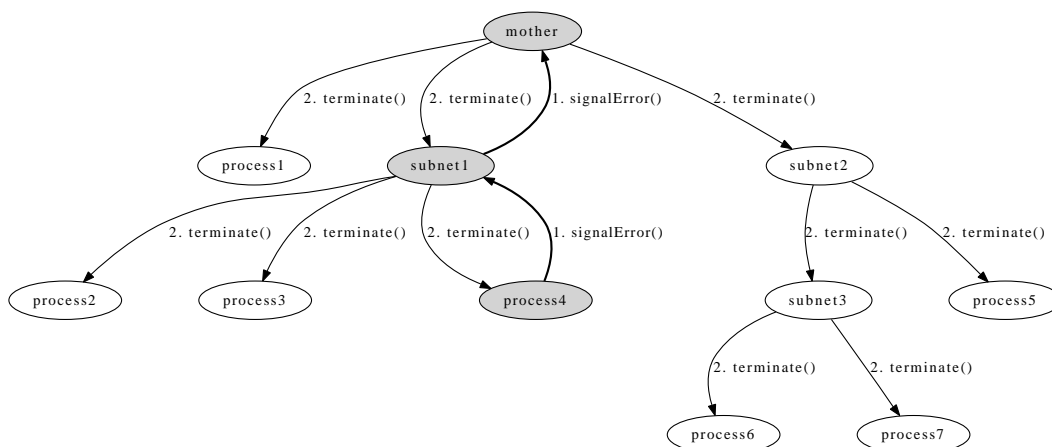 mother
2. terminate()
2. terminate()
1. signalError()
2. terminate()
process1
subnet1
subnet2
2. terminate()
2. terminate()
2. terminate()
1. signalError()
2. terminate()
2. terminate()
process2
process3
process4
subnet3
process5
2. terminate()
2. terminate()
process6
process7